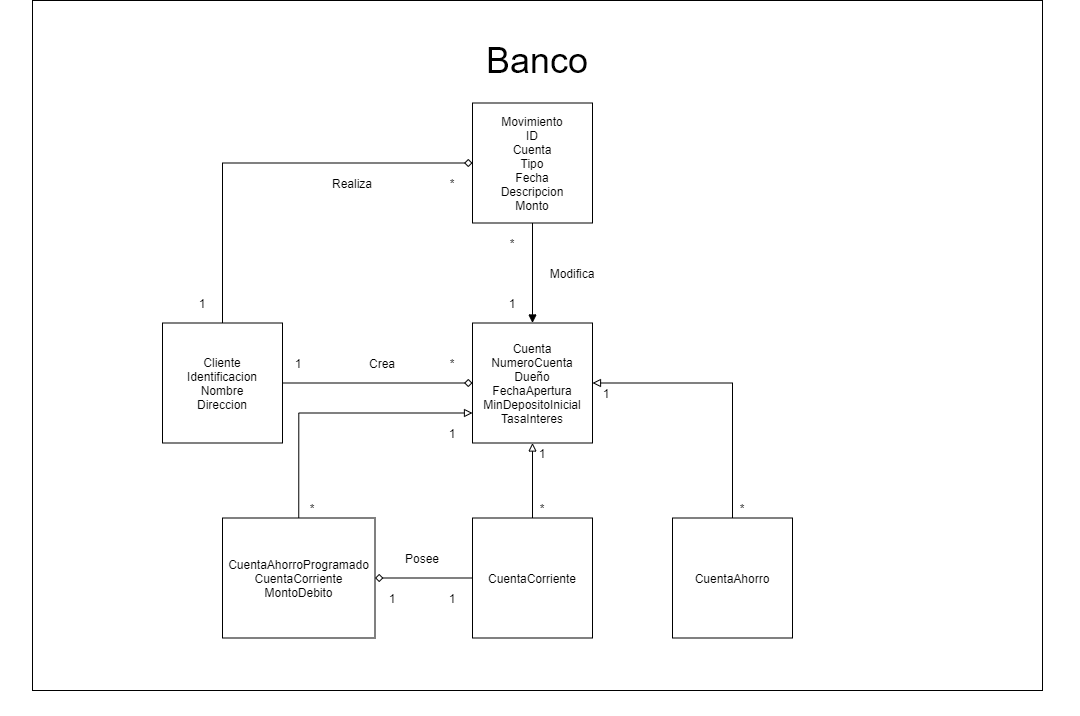 Banco
Movimiento
ID
Cuenta
Tipo
Fecha
Descripcion
Monto
Realiza
*
*
Modifica
1
1
Cliente
Identificacion
Nombre
Direccion
1
Crea
*
Cuenta
NumeroCuenta
Dueño
FechaApertura
MinDepositoInicial
TasaInteres
1
1
1
*
*
*
CuentaAhorroProgramado
CuentaCorriente
MontoDebito
Posee
1
1
CuentaCorriente
CuentaAhorro